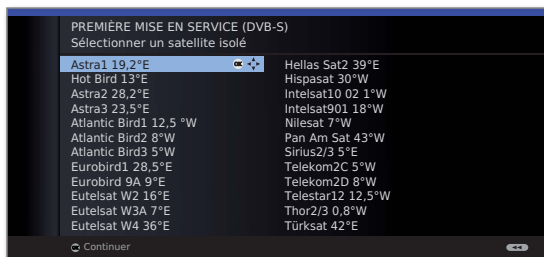 PREMIÈRE MISE EN SERVICE (DVB-S)
Sélectionner un satellite isolé
Astra1 19,2°E
Hot Bird 13°E
Astra2 28,2°E
Astra3 23,5°E
Atlantic Bird1 12,5 °W
Atlantic Bird2 8°W
Atlantic Bird3 5°W
Eurobird1 28,5°E
Eurobird 9A 9°E
Eutelsat W2 16°E
Eutelsat W3A 7°E
Eutelsat W4 36°E
Hellas Sat2 39°E
Hispasat 30°W
Intelsat10 02 1°W
Intelsat901 18°W
Nilesat 7°W
Pan Am Sat 43°W
Sirius2/3 5°E
Telekom2C 5°W
Telekom2D 8°W
Telestar12 12,5°W
Thor2/3 0,8°W
Türksat 42°E
OK Continuer